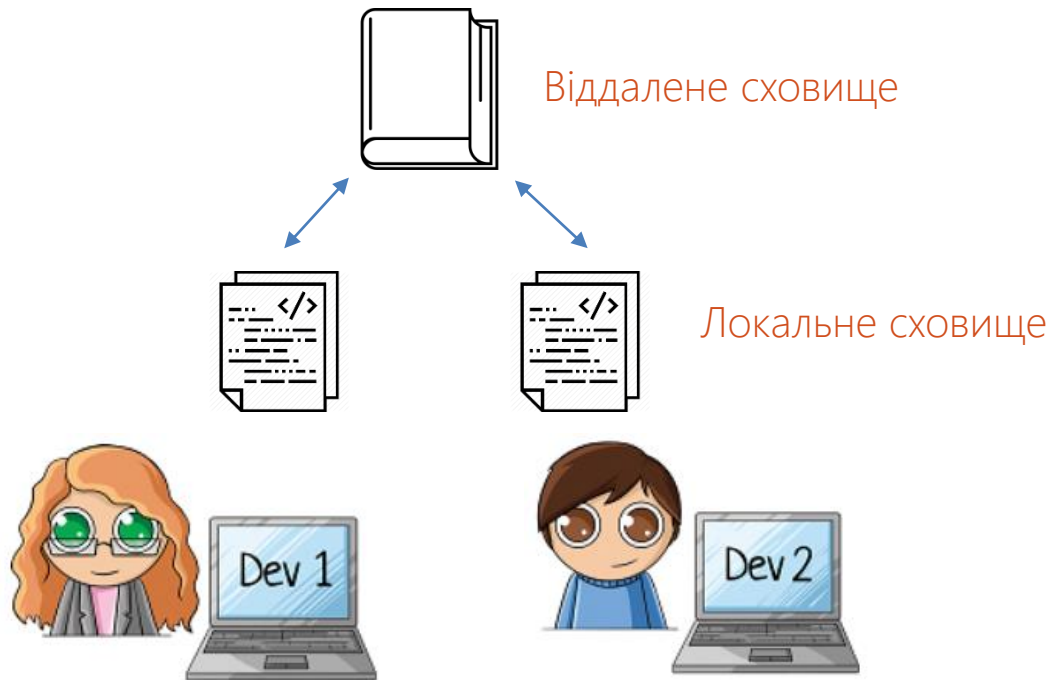 Віддалене сховище
</>
</>
Локальне сховище
Dev 1
Dev 2